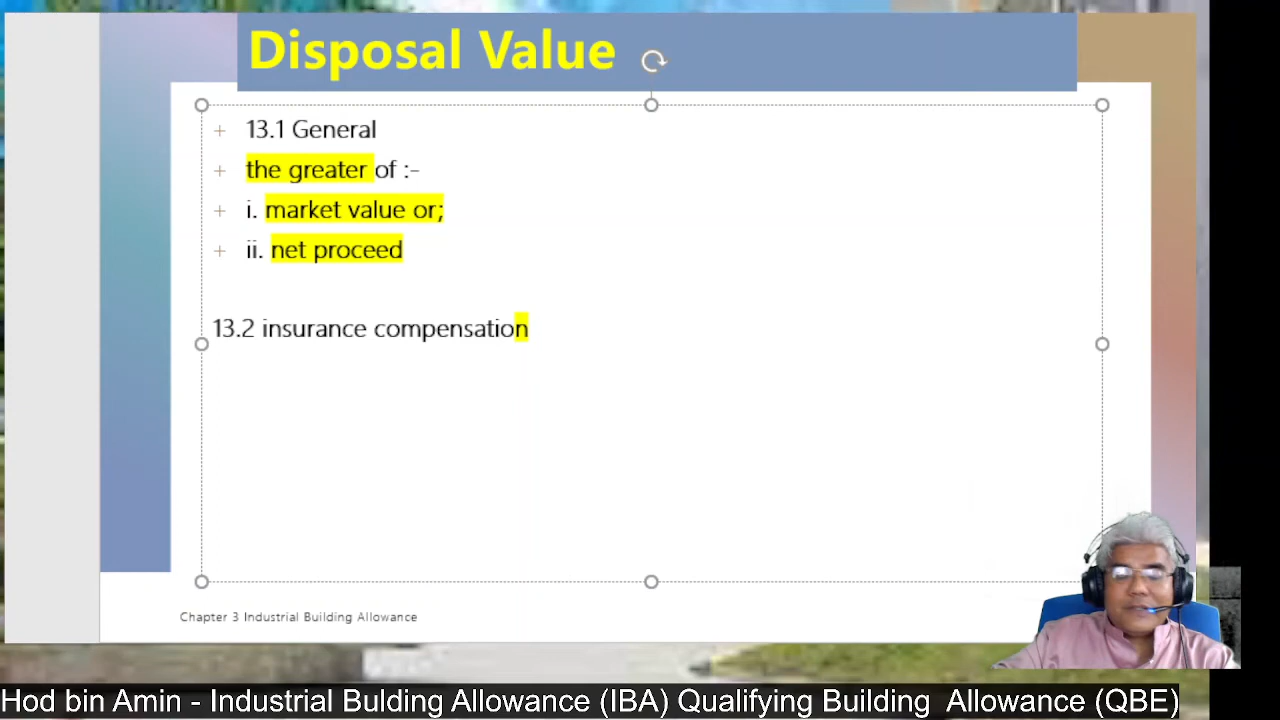 Disposal Value
13.1 General
the greater of :-
i. market value or;
ii. net proceed
13.2 insurance compensation
Chapter 3 Industrial Building Allowance
Hod bin Amin - Industrial Bulding Allowance (IBA) Qualifying Building Allowance (QBE)